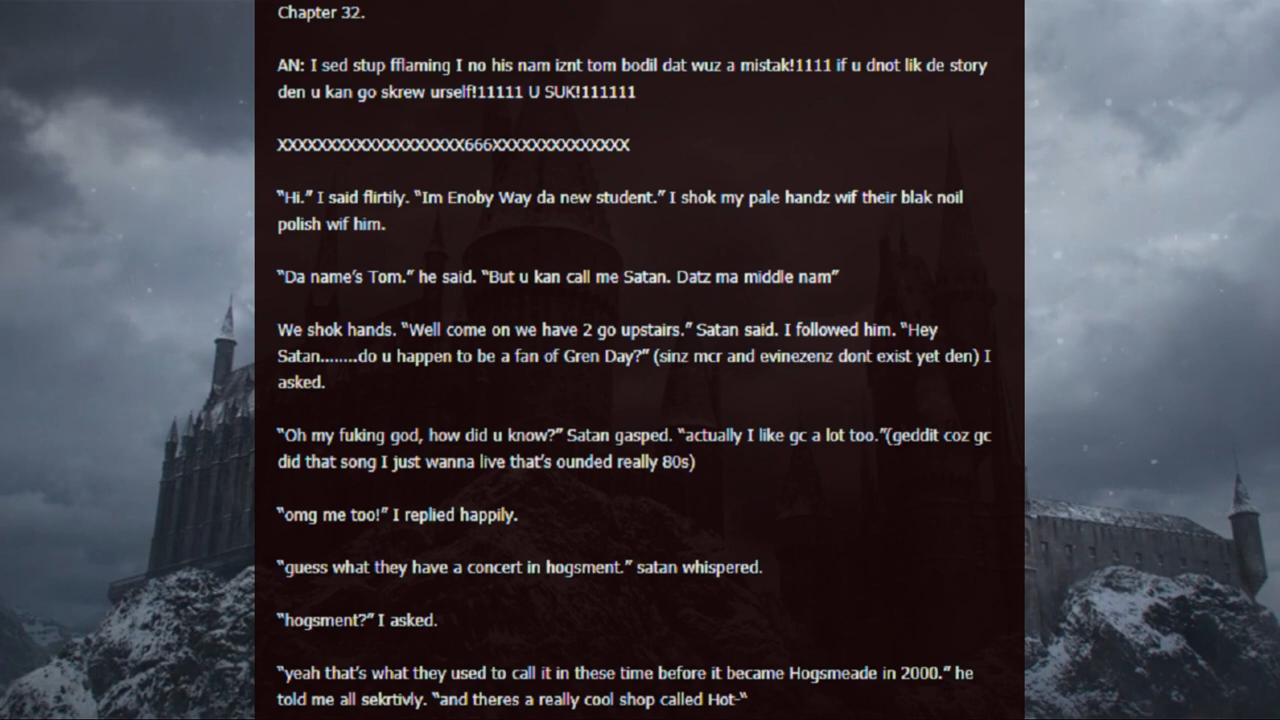 Chapter 32.
AN: I sed stup fflaming I no his nam iznt tom bodil dat wuz a mistak!1111 if u dnot lik de story
den u kan go skrew urself!11111 U SUK!111111
XXXXXXXXXXXXXXXXXXX666XXXXXXXXXXXXXX
“Hi.” I said flirtily. “Im Enoby Way da new student.” I shok my pale handz wif their blak noil
polish wif him.
“Da name’s Tom.” he said. “But u kan call me Satan. Datz ma middle nam”
We shok hands. “Well come on we have 2 go upstairs.” Satan said. I followed him. “Hey
Satan........do u happen to be a fan of Gren Day?” (sinz mcr and evinezenz dont exist yet den) I
asked.
“Oh my fuking god, how did u know?” Satan gasped. “actually I like gc a lot too.”(geddit coz gc
did that song I just wanna live that’s ounded really 80s)
“omg me too!” I replied happily.
“guess what they have a concert in hogsment.” satan whispered.
“hogsment?” I asked.
“yeah that’s what they used to call it in these time before it became Hogsmeade in 2000.” he
told me all sekrtivly. “and theres a really cool shop called Hot-“